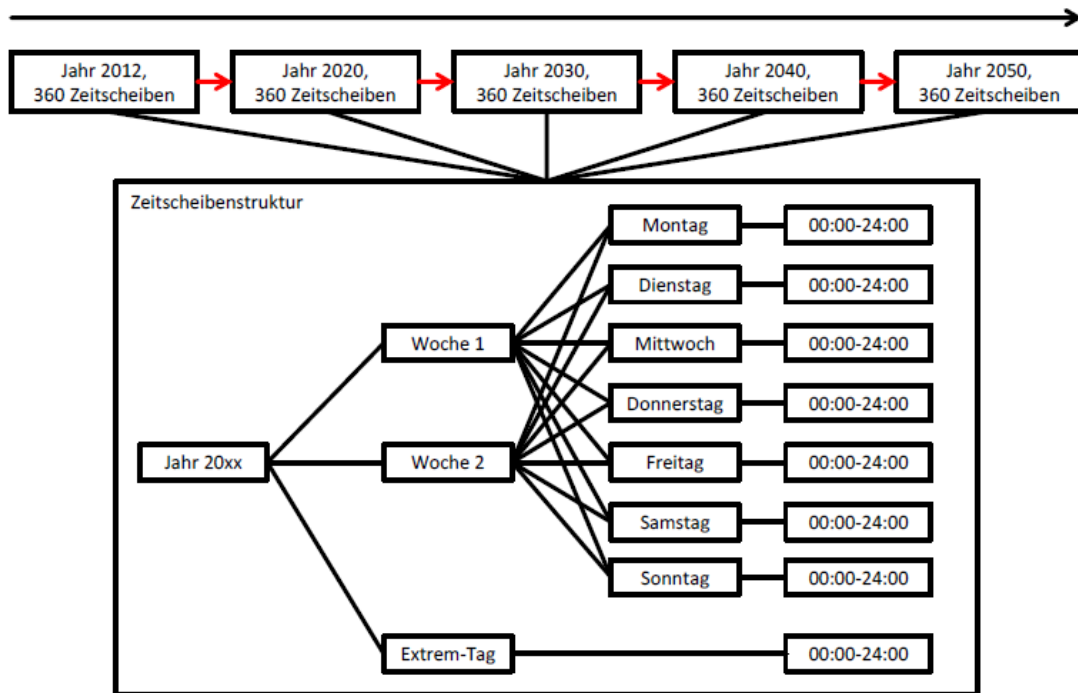 Jahr 2012,
360 Zeitscheiben
Jahr 2020,
360 Zeitscheiben
Jahr 2030,
360 Zeitscheiben
Jahr 2040,
360 Zeitscheiben
Jahr 2050,
360 Zeitscheiben
Zeitscheibenstruktur
Montag
00:00-24:00
Dienstag
00:00-24:00
Woche 1
Mittwoch
00:00-24:00
Donnerstag
00:00-24:00
Jahr 20xx
Woche 2
Freitag
00:00-24:00
Samstag
00:00-24:00
Sonntag
00:00-24:00
Extrem-Tag
00:00-24:00